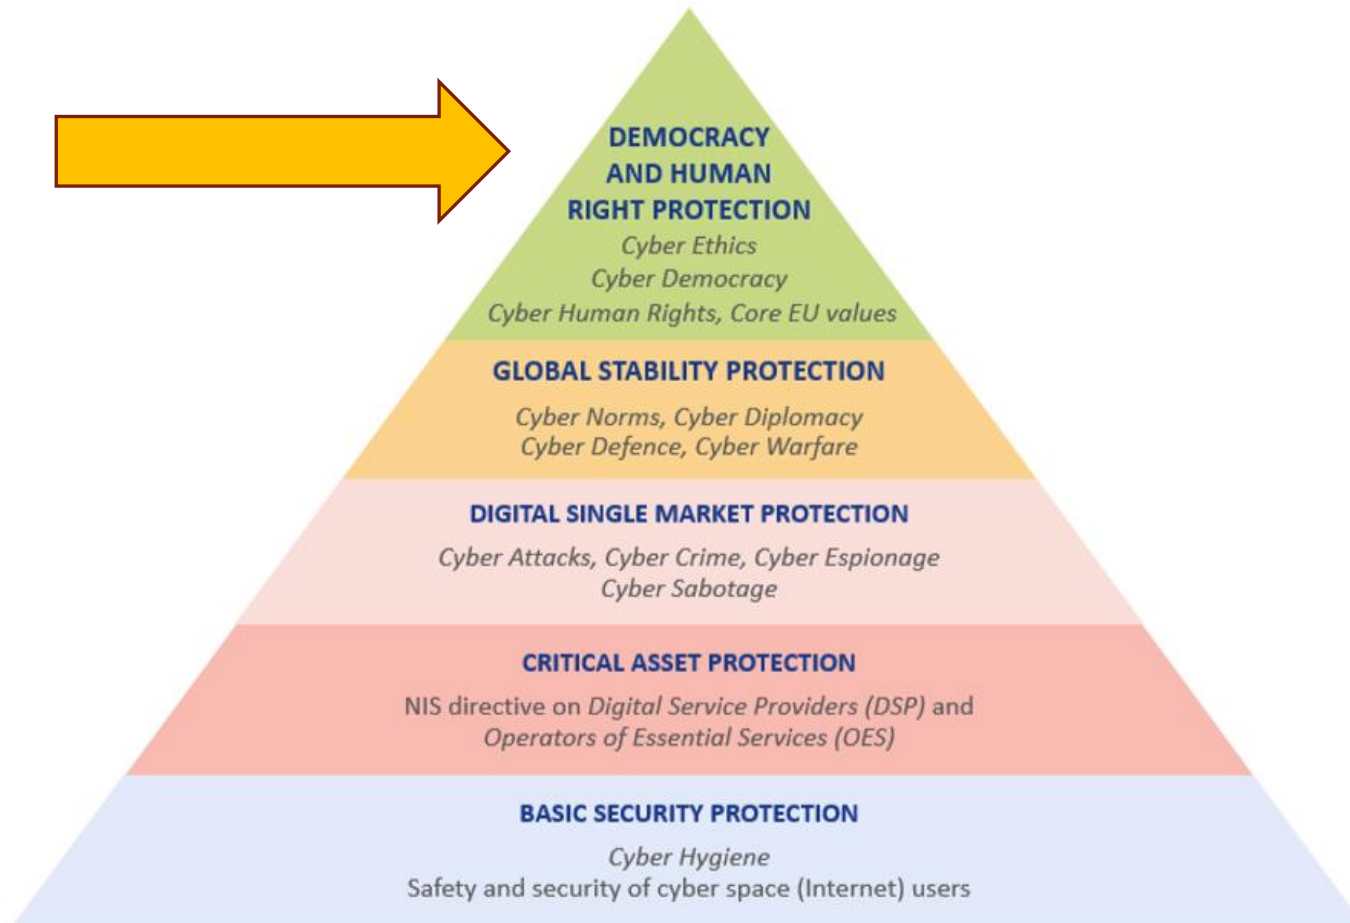 DEMOCRACY
AND HUMAN
RIGHT PROTECTION
Cyber Ethics
Cyber Democracy
Cyber Human Rights, Core EU values
GLOBAL STABILITY PROTECTION
Cyber Norms, Cyber Diplomacy
Cyber Defence, Cyber Warfare
DIGITAL SINGLE MARKET PROTECTION
Cyber Attacks, Cyber Crime, Cyber Espionage
Cyber Sabotage
CRITICAL ASSET PROTECTION
NIS directive on Digital Service Providers (DSP) and
Operators of Essential Services (OES)
BASIC SECURITY PROTECTION
Cyber Hygiene
Safety and security of cyber space (Internet) users